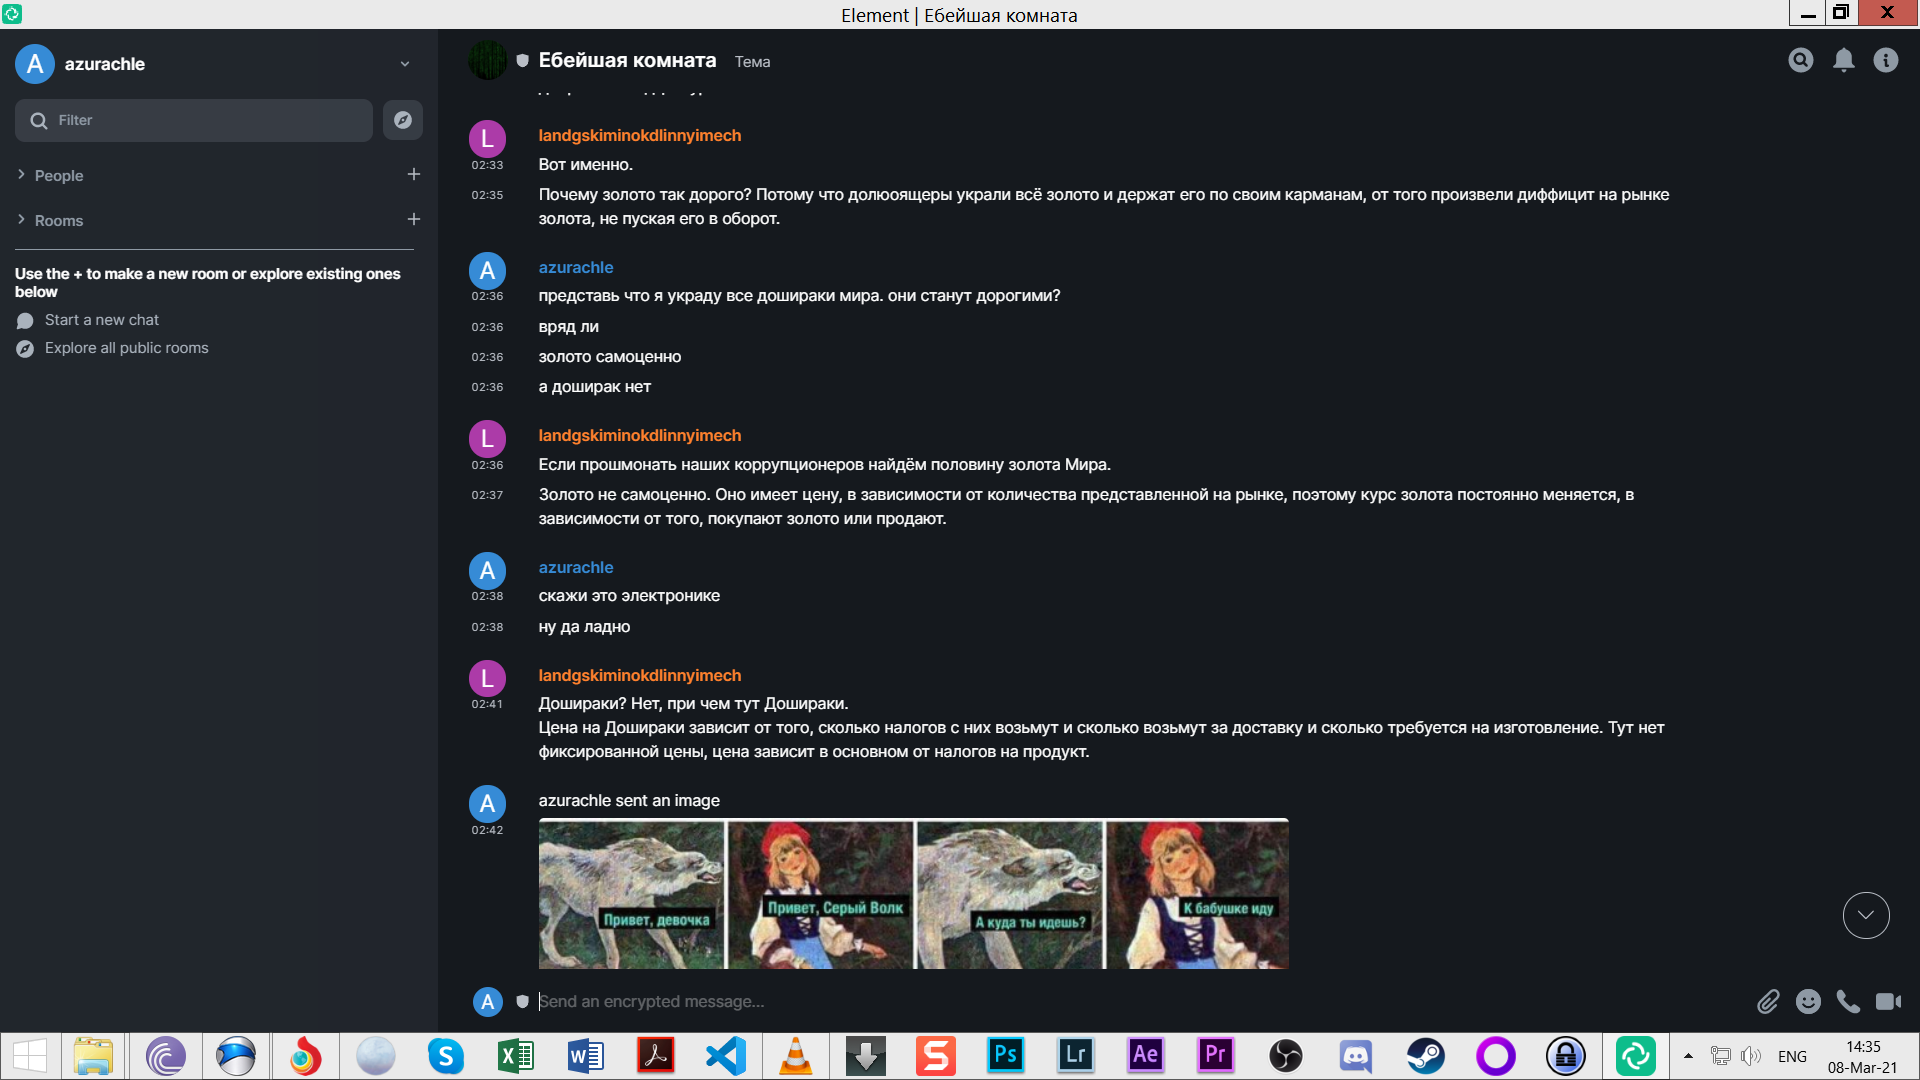 Element | Ебейшая комната
A azurachle
Filter
People
Rooms
Use the + to make a new room or explore existing ones
below
Start a new chat
Explore all public rooms
Ебейшая комната Тема
L landgskiminokdlinnyimech
02:33 Вот именно.
02:35 Почему золото так дорого? Потому что долюоящеры украли всё золото и держат его по своим карманам, от того произвели диффицит на рынке
золота, не пуская его в оборот.
A azurachle
02:36 представь что я украду все дошираки мира. они станут дорогими?
02:36 вряд ли
02:36 золото самоценно
02:36 а доширак нет
L landgskiminokdlinnyimech
02:36 Если прошмонать наших коррупционеров найдём половину золота Мира.
02:37 Золото не самоценно. Оно имеет цену, в зависимости от количества представленной на рынке, поэтому курс золота постоянно меняется, в
зависимости от того, покупают золото или продают.
A azurachle
02:38 скажи это электронике
02:38 ну да ладно
L landgskiminokdlinnyimech
02:41 Дошираки? Нет, при чем тут Дошираки.
Цена на Дошираки зависит от того, сколько налогов с них возьмут и сколько возьмут за доставку и сколько требуется на изготовление. Тут нет
фиксированной цены, цена зависит в основном от налогов на продукт.
A azurachle sent an image
02:42
Привет, девочка
Привет, Серый Волк
А куда ты идешь?
К бабушке иду
A Send an encrypted message...
S X W S Ps Lr Ae Pr ENG 14:35
08-Mar-21